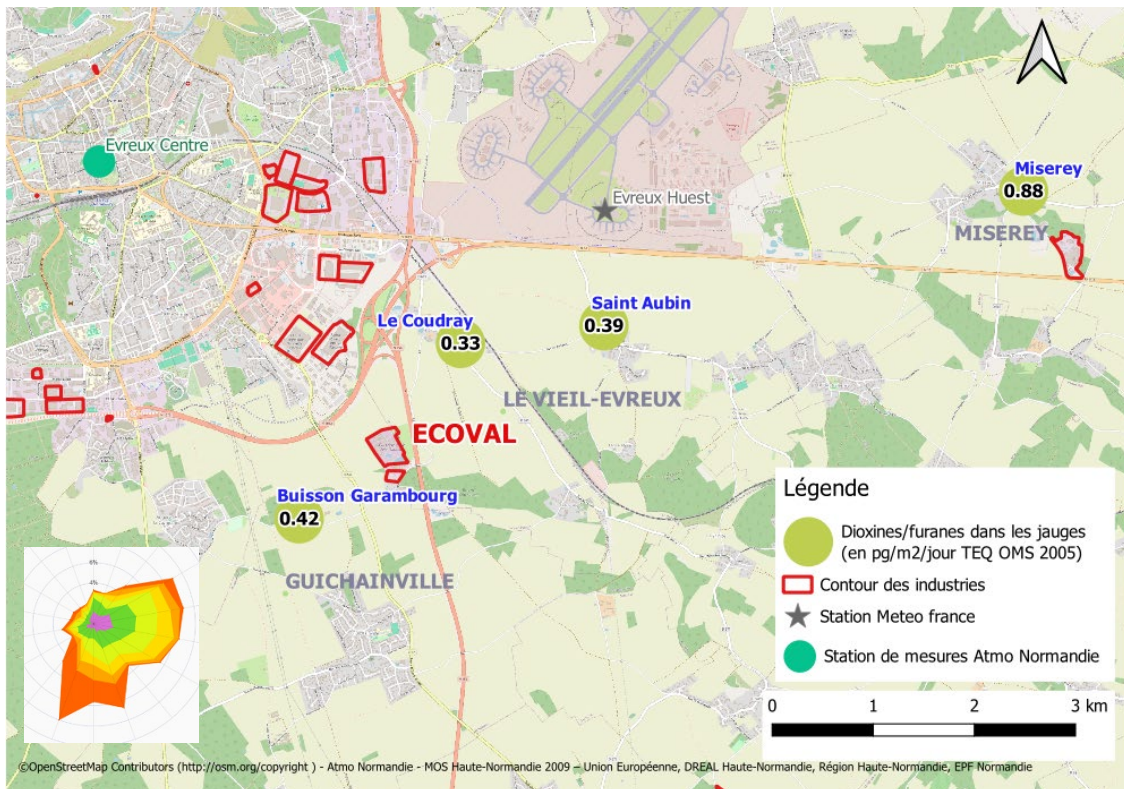 Evreux Centre
Evreux Huest
Miserey
0.88
MISEREY
Saint Aubin
0.39
Le Coudray
0.33
LE VIEIL-EVREUX
ECOVAL
Buisson Garambourg
0.42
GUICHAINVILLE
6%
4%
Légende
Dioxines/furanes dans les jauges
(en pg/m2/jour TEQ OMS 2005)
Contour des industries
Station Meteo france
Station de mesures Atmo Normandie
0 1 2 3 km
©OpenStreetMap Contributors (http://osm.org/copyright ) - Atmo Normandie - MOS Haute-Normandie 2009 – Union Européenne, DREAL Haute-Normandie, Région Haute-Normandie, EPF Normandie